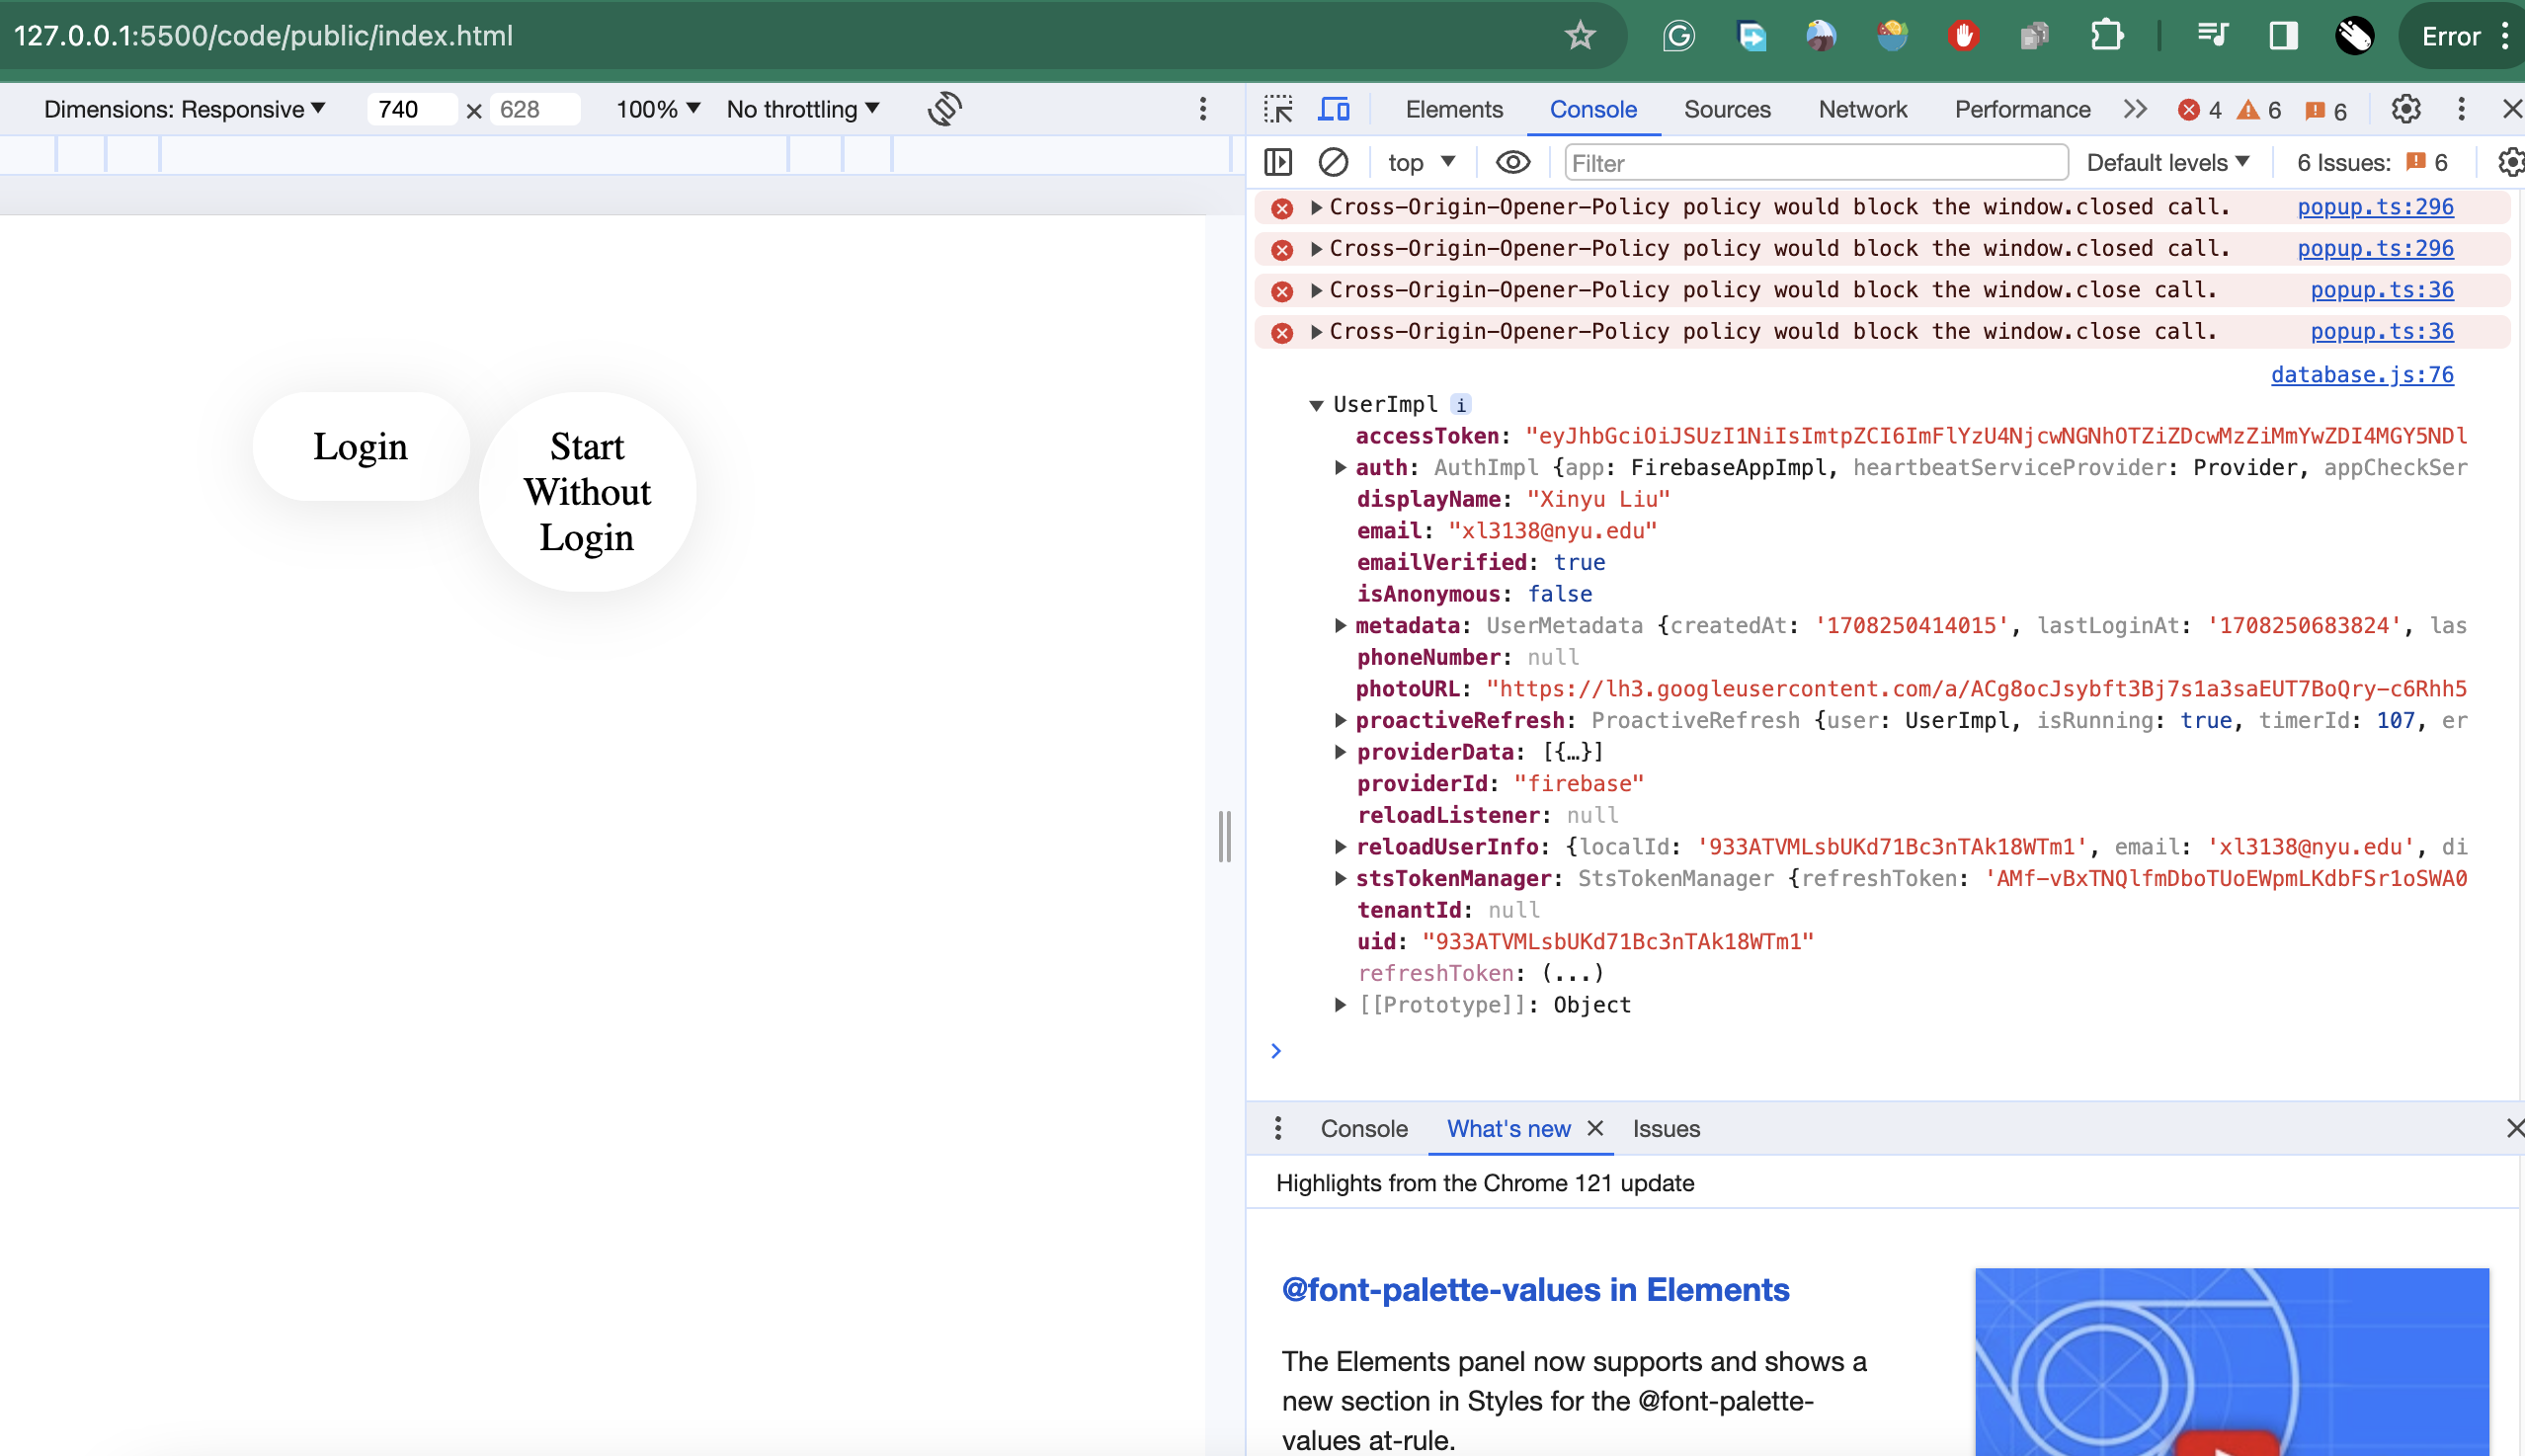 127.0.0.1:5500/code/public/index.html
Error
Dimensions: Responsive 740 × 628 100% No throttling
Elements Console Sources Network Performance 4 6 6
top Filter Default levels 6 Issues: 6
Cross-Origin-Opener-Policy policy would block the window.closed call. popup.ts:296
Cross-Origin-Opener-Policy policy would block the window.closed call. popup.ts:296
Cross-Origin-Opener-Policy policy would block the window.close call. popup.ts:36
Cross-Origin-Opener-Policy policy would block the window.close call. popup.ts:36
database.js:76
Login
Start
Without
Login
UserImpl i
accessToken: "eyJhbGciOiJSUzI1NiIsImtpZCI6ImFlYzU4NjcwNGNhOTZiZDcwMzZiMmYwZDI4MGY5NDl
auth: AuthImpl {app: FirebaseAppImpl, heartbeatServiceProvider: Provider, appCheckSer
displayName: "Xinyu Liu"
email: "xl3138@nyu.edu"
emailVerified: true
isAnonymous: false
metadata: UserMetadata {createdAt: '1708250414015', lastLoginAt: '1708250683824', las
phoneNumber: null
photoURL: "https://lh3.googleusercontent.com/a/ACg8ocJsybft3Bj7s1a3saEUT7BoQry-c6Rhh5
proactiveRefresh: ProactiveRefresh {user: UserImpl, isRunning: true, timerId: 107, er
providerData: [{…}]
providerId: "firebase"
reloadListener: null
reloadUserInfo: {localId: '933ATVMLsbUKd71Bc3nTAk18WTm1', email: 'xl3138@nyu.edu', di
stsTokenManager: StsTokenManager {refreshToken: 'AMf-vBxTNQlfmDboTUoEWpmLKdbFSr1oSWA0
tenantId: null
uid: "933ATVMLsbUKd71Bc3nTAk18WTm1"
refreshToken: (...)
[[Prototype]]: Object
Console What's new Issues
Highlights from the Chrome 121 update
@font-palette-values in Elements
The Elements panel now supports and shows a
new section in Styles for the @font-palette-
values at-rule.